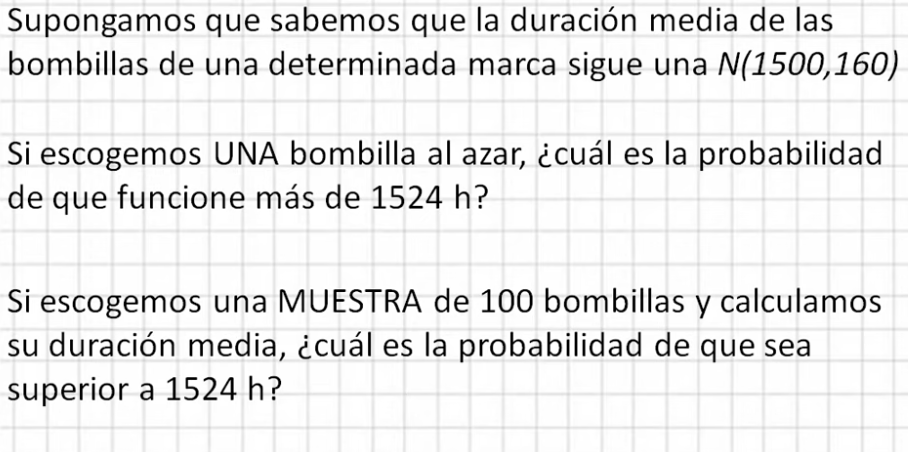 Supongamos que sabemos que la duración media de las
bombillas de una determinada marca sigue una N(1500,160)
Si escogemos UNA bombilla al azar, ¿cuál es la probabilidad
de que funcione más de 1524 h?
Si escogemos una MUESTRA de 100 bombillas y calculamos
su duración media, ¿cuál es la probabilidad de que sea
superior a 1524 h?